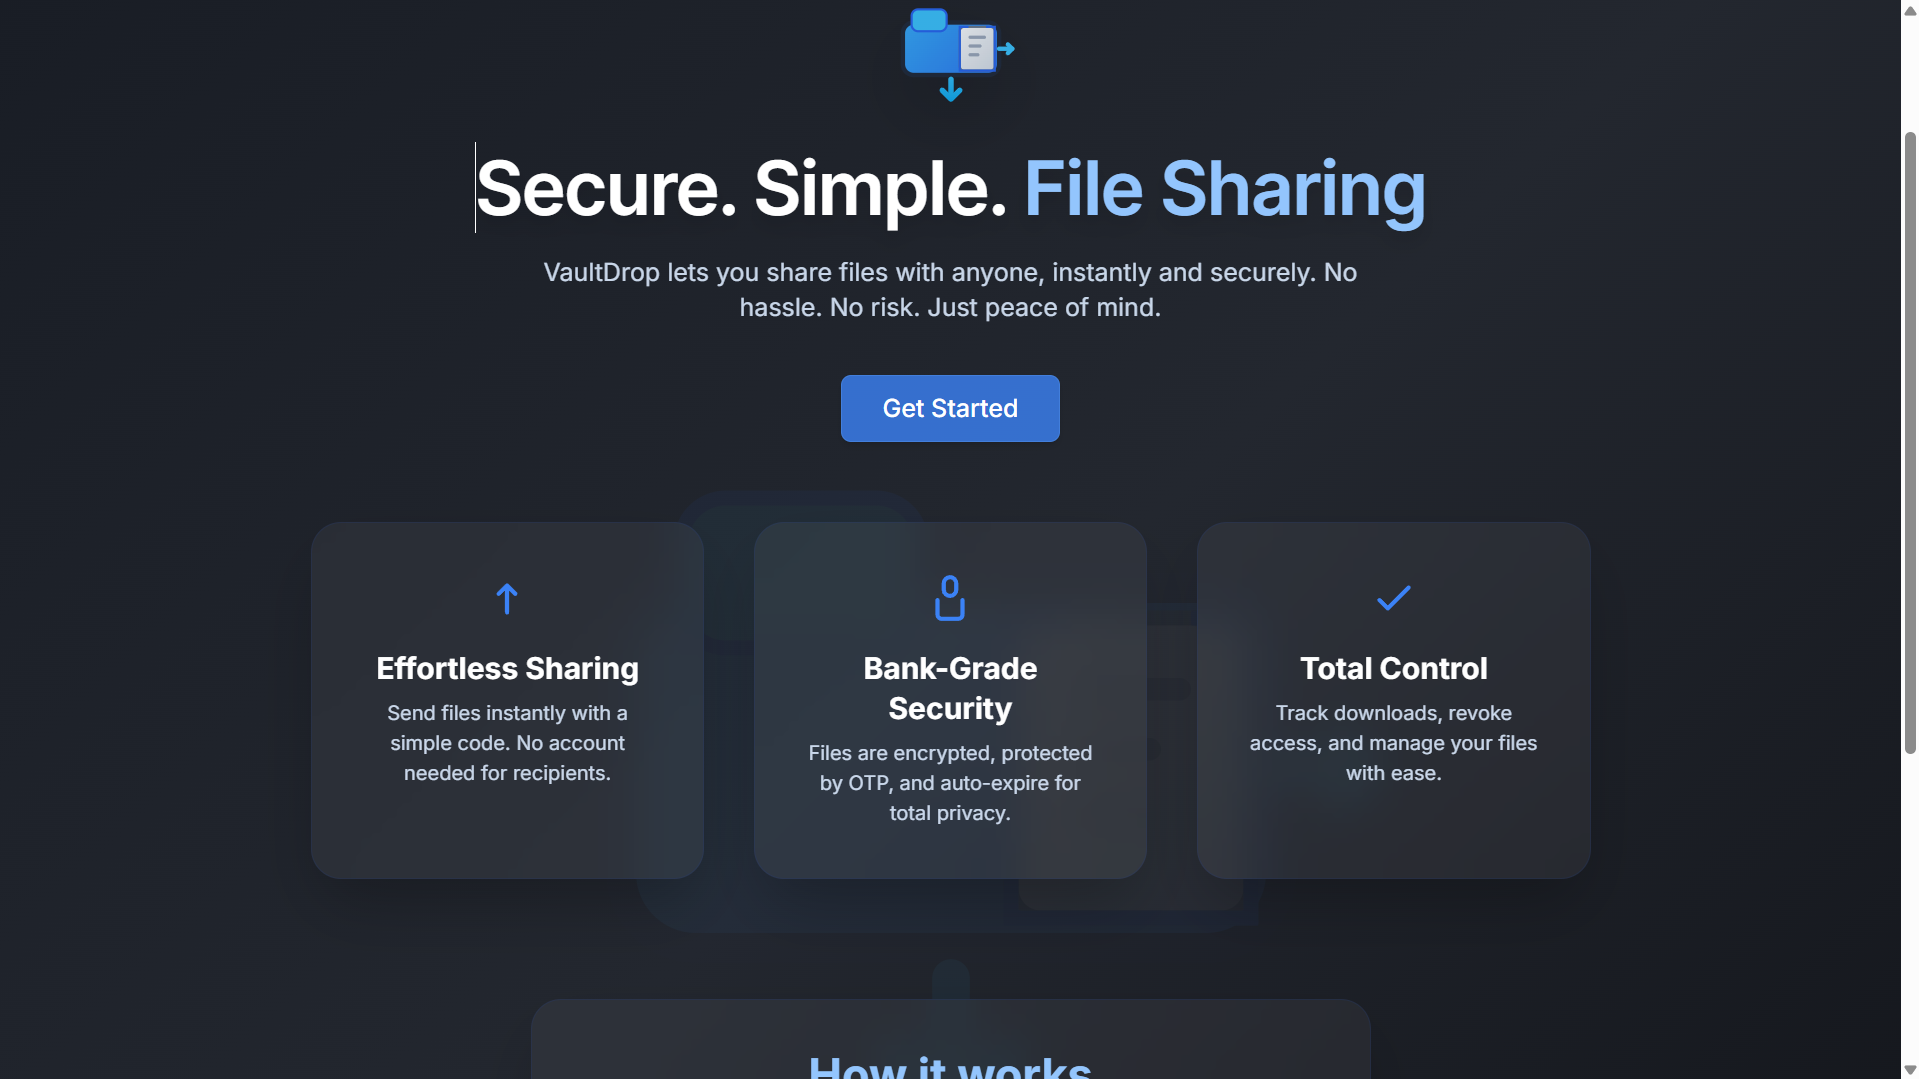 Secure. Simple. File Sharing
VaultDrop lets you share files with anyone, instantly and securely. No
hassle. No risk. Just peace of mind.
Get Started
Effortless Sharing
Send files instantly with a
simple code. No account
needed for recipients.
Bank-Grade
Security
Files are encrypted, protected
by OTP, and auto-expire for
total privacy.
Total Control
Track downloads, revoke
access, and manage your files
with ease.
How it works